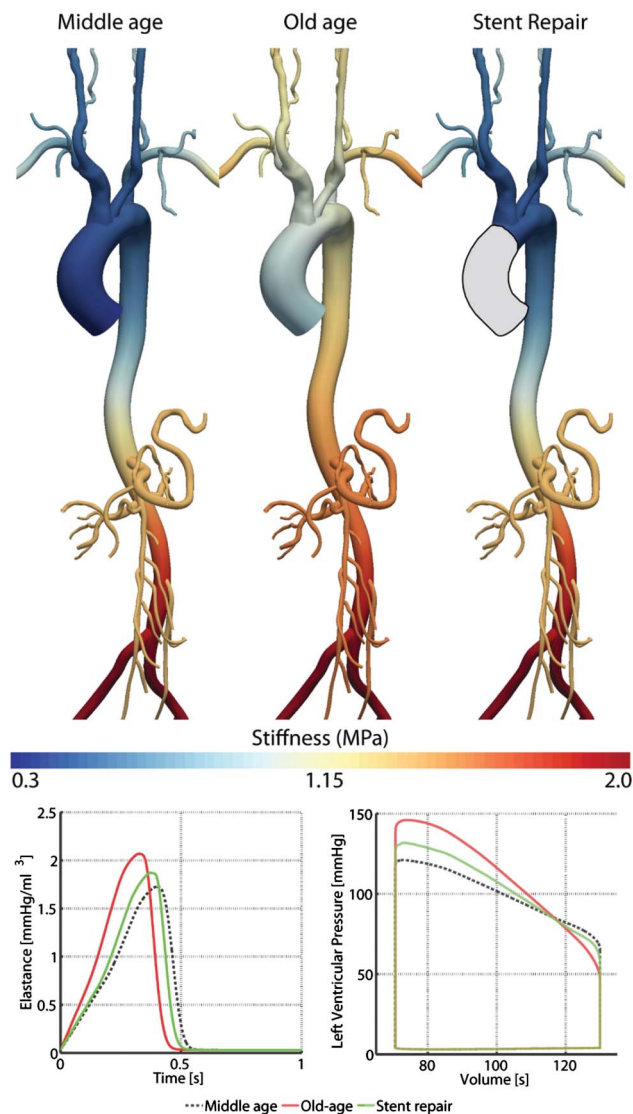 Middle age Old age Stent Repair
Stiffness (MPa)
0.3 1.15 2.0
Elastance [mmHg/ml ³]
2.5
2
1.5
1
0.5
0
0 0.5 1
Time [s]
Left Ventricular Pressure [mmHg]
150
100
50
0
80 100 120
Volume [s]
Middle age Old-age Stent repair